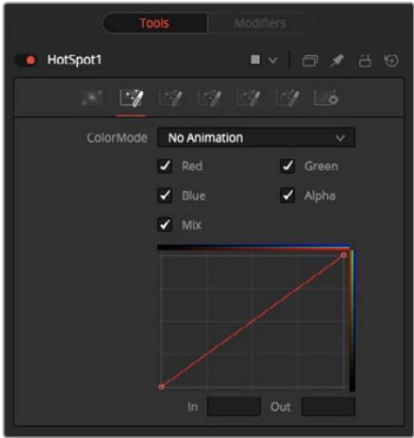 Tools Modifiers
HotSpot1
ColorMode No Animation
Red Green
Blue Alpha
Mix
In Out